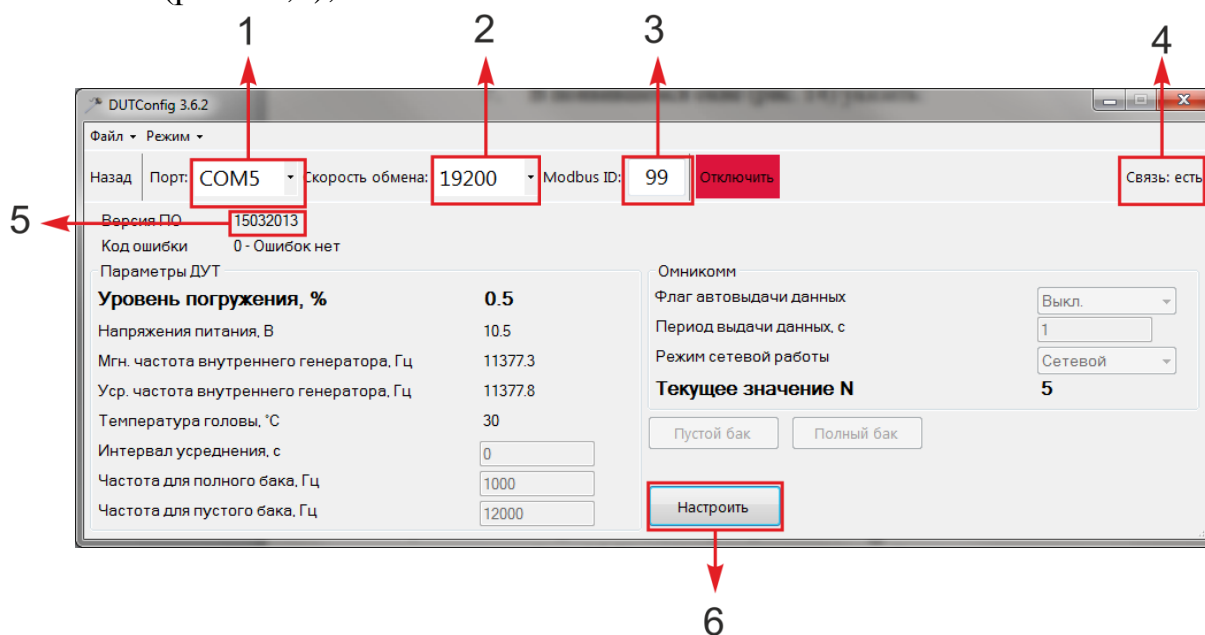 1 2 3 4
DUTConfig 3.6.2
Файл Режим
Назад Порт: COM5 Скорость обмена: 19200 Modbus ID: 99 Отключить Связь: есть
5
Версия ПО 15032013
Код ошибки 0 - Ошибок нет
Параметры ДУТ
Уровень погружения, % 0.5
Напряжения питания, В 10.5
Мгн. частота внутреннего генератора, Гц 11377.3
Уср. частота внутреннего генератора, Гц 11377.8
Температура головы, °С 30
Интервал усреднения, с 0
Частота для полного бака, Гц 1000
Частота для пустого бака, Гц 12000
Омникомм
Флаг автовыдачи данных Выкл.
Период выдачи данных, с 1
Режим сетевой работы Сетевой
Текущее значение N 5
Пустой бак Полный бак
Настроить
6